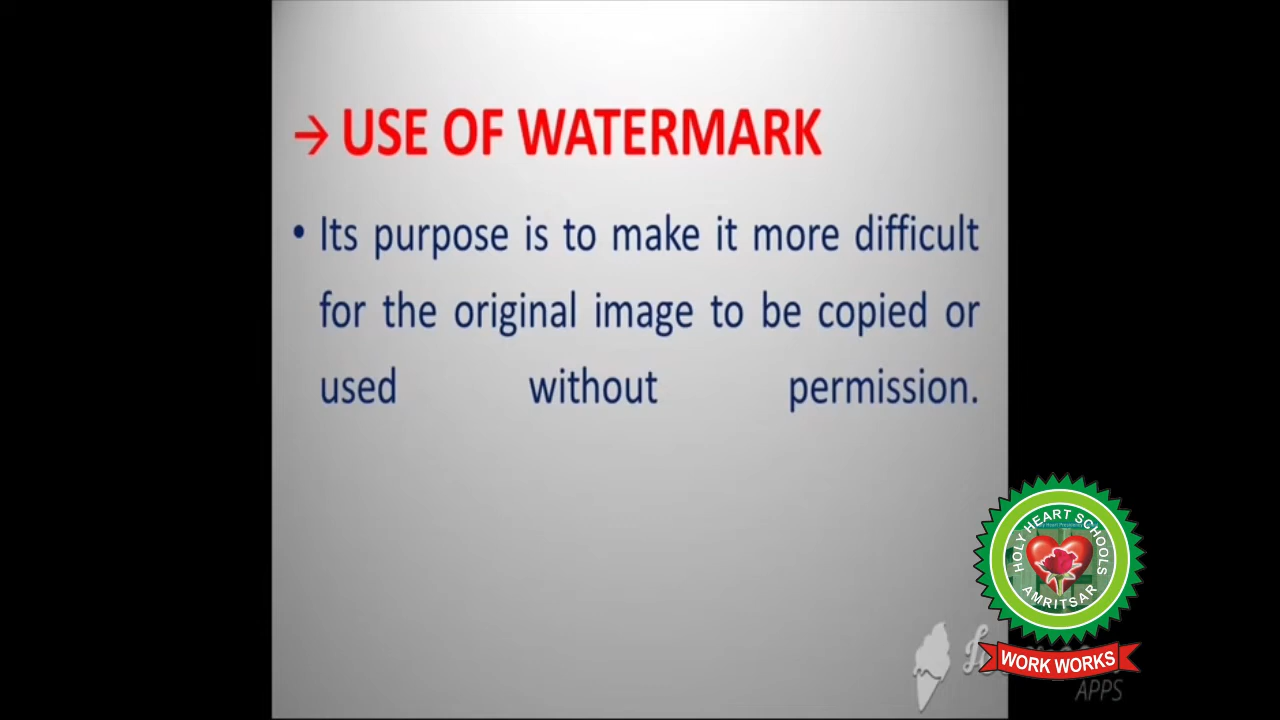 → USE OF WATERMARK
• Its purpose is to make it more difficult
for the original image to be copied or
used without permission.
HOLY HEART SCHOOLS
AMRITSAR
WORK WORKS
APPS